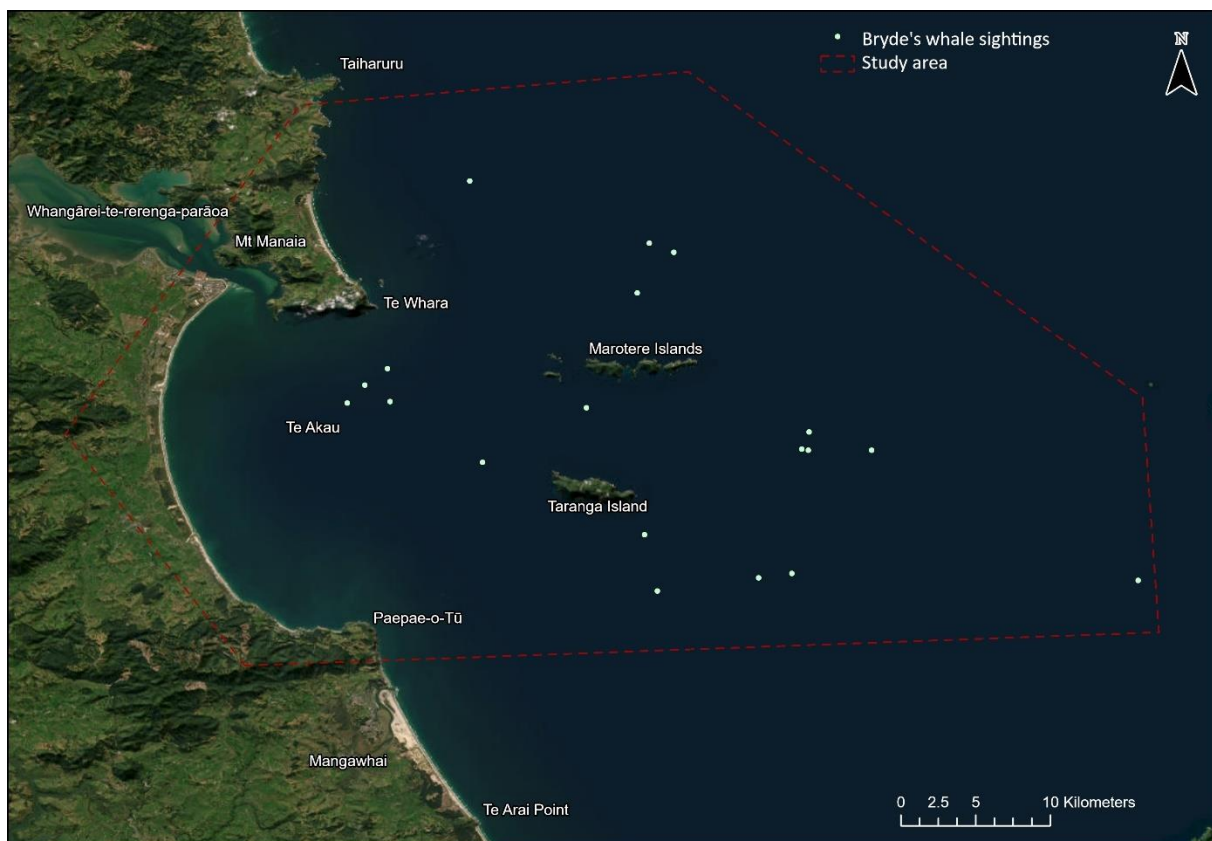 Taiharuru
Bryde's whale sightings
Study area
N
Whangārei-te-rerenga-parāoa
Mt Manaia
Te Whara
Marotere Islands
Te Akau
Taranga Island
Paepae-o-Tū
Mangawhai
Te Arai Point
0 2.5 5 10 Kilometers